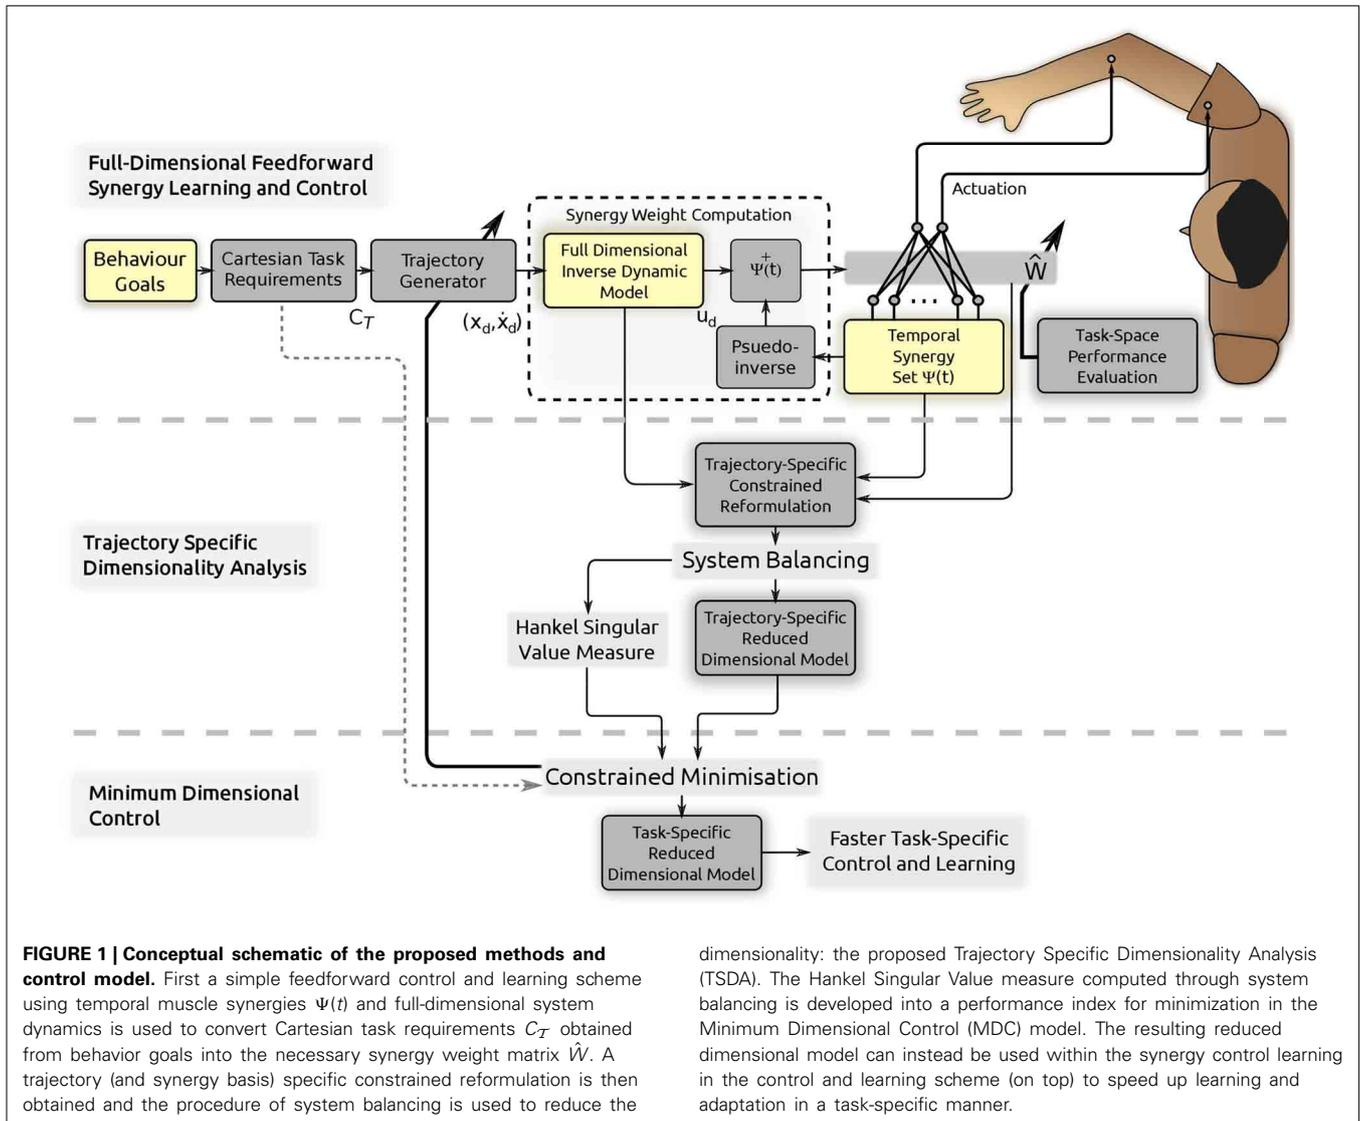 Full-Dimensional Feedforward
Synergy Learning and Control
Behaviour
Goals
Cartesian Task
Requirements
C𝒯
Trajectory
Generator
(xd,ẋd)
Synergy Weight Computation
Full Dimensional
Inverse Dynamic
Model
ud
+
Ψ(t)
Psuedo-
inverse
Actuation
Ŵ
...
Temporal
Synergy
Set Ψ(t)
Task-Space
Performance
Evaluation
Trajectory Specific
Dimensionality Analysis
Trajectory-Specific
Constrained
Reformulation
System Balancing
Hankel Singular
Value Measure
Trajectory-Specific
Reduced
Dimensional Model
Minimum Dimensional
Control
Constrained Minimisation
Task-Specific
Reduced
Dimensional Model
Faster Task-Specific
Control and Learning
FIGURE 1 | Conceptual schematic of the proposed methods and
control model. First a simple feedforward control and learning scheme
using temporal muscle synergies Ψ(t) and full-dimensional system
dynamics is used to convert Cartesian task requirements C𝒯 obtained
from behavior goals into the necessary synergy weight matrix Ŵ. A
trajectory (and synergy basis) specific constrained reformulation is then
obtained and the procedure of system balancing is used to reduce the
dimensionality: the proposed Trajectory Specific Dimensionality Analysis
(TSDA). The Hankel Singular Value measure computed through system
balancing is developed into a performance index for minimization in the
Minimum Dimensional Control (MDC) model. The resulting reduced
dimensional model can instead be used within the synergy control learning
in the control and learning scheme (on top) to speed up learning and
adaptation in a task-specific manner.